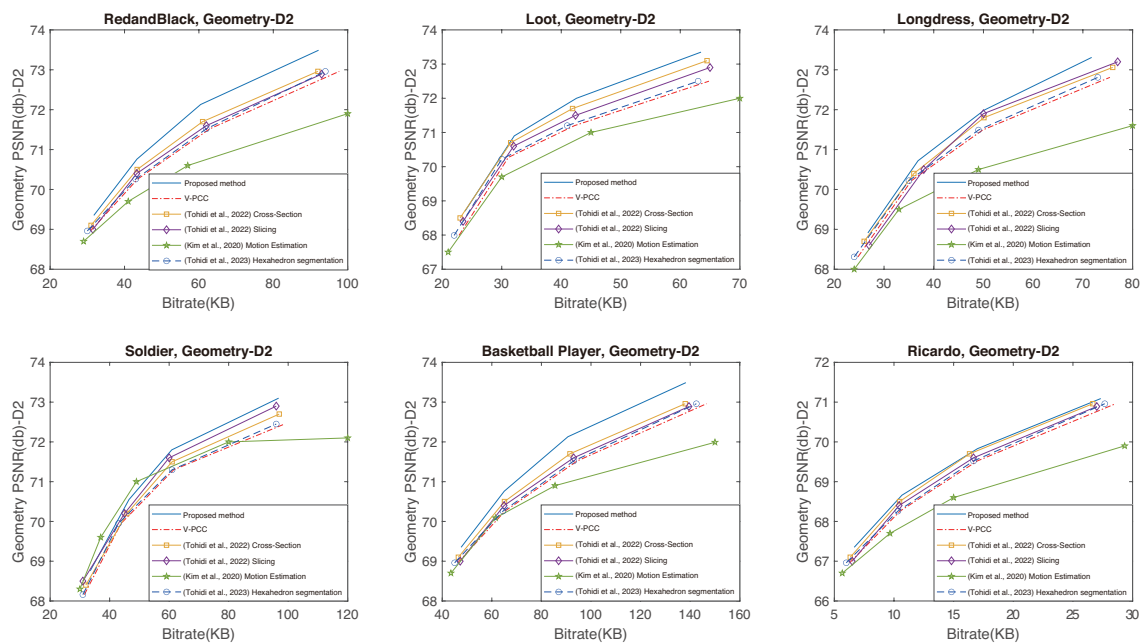 RedandBlack, Geometry-D2
Geometry PSNR(db)-D2
74
73
72
71
70
69
68
20
40
60
80
100
Bitrate(KB)
Proposed method
V-PCC
(Tohidi et al., 2022) Cross-Section
(Tohidi et al., 2022) Slicing
(Kim et al., 2020) Motion Estimation
(Tohidi et al., 2023) Hexahedron segmentation
Loot, Geometry-D2
Geometry PSNR(db)-D2
74
73
72
71
70
69
68
67
20
30
40
50
60
70
Bitrate(KB)
Proposed method
V-PCC
(Tohidi et al., 2022) Cross-Section
(Tohidi et al., 2022) Slicing
(Kim et al., 2020) Motion Estimation
(Tohidi et al., 2023) Hexahedron segmentation
Longdress, Geometry-D2
Geometry PSNR(db)-D2
74
73
72
71
70
69
68
20
30
40
50
60
70
80
Bitrate(KB)
Proposed method
V-PCC
(Tohidi et al., 2022) Cross-Section
(Tohidi et al., 2022) Slicing
(Kim et al., 2020) Motion Estimation
(Tohidi et al., 2023) Hexahedron segmentation
Soldier, Geometry-D2
Geometry PSNR(db)-D2
74
73
72
71
70
69
68
20
40
60
80
100
120
Bitrate(KB)
Proposed method
V-PCC
(Tohidi et al., 2022) Cross-Section
(Tohidi et al., 2022) Slicing
(Kim et al., 2020) Motion Estimation
(Tohidi et al., 2023) Hexahedron segmentation
Basketball Player, Geometry-D2
Geometry PSNR(db)-D2
74
73
72
71
70
69
68
40
60
80
100
120
140
160
Bitrate(KB)
Proposed method
V-PCC
(Tohidi et al., 2022) Cross-Section
(Tohidi et al., 2022) Slicing
(Kim et al., 2020) Motion Estimation
(Tohidi et al., 2023) Hexahedron segmentation
Ricardo, Geometry-D2
Geometry PSNR(db)-D2
72
71
70
69
68
67
66
5
10
15
20
25
30
Bitrate(KB)
Proposed method
V-PCC
(Tohidi et al., 2022) Cross-Section
(Tohidi et al., 2022) Slicing
(Kim et al., 2020) Motion Estimation
(Tohidi et al., 2023) Hexahedron segmentation